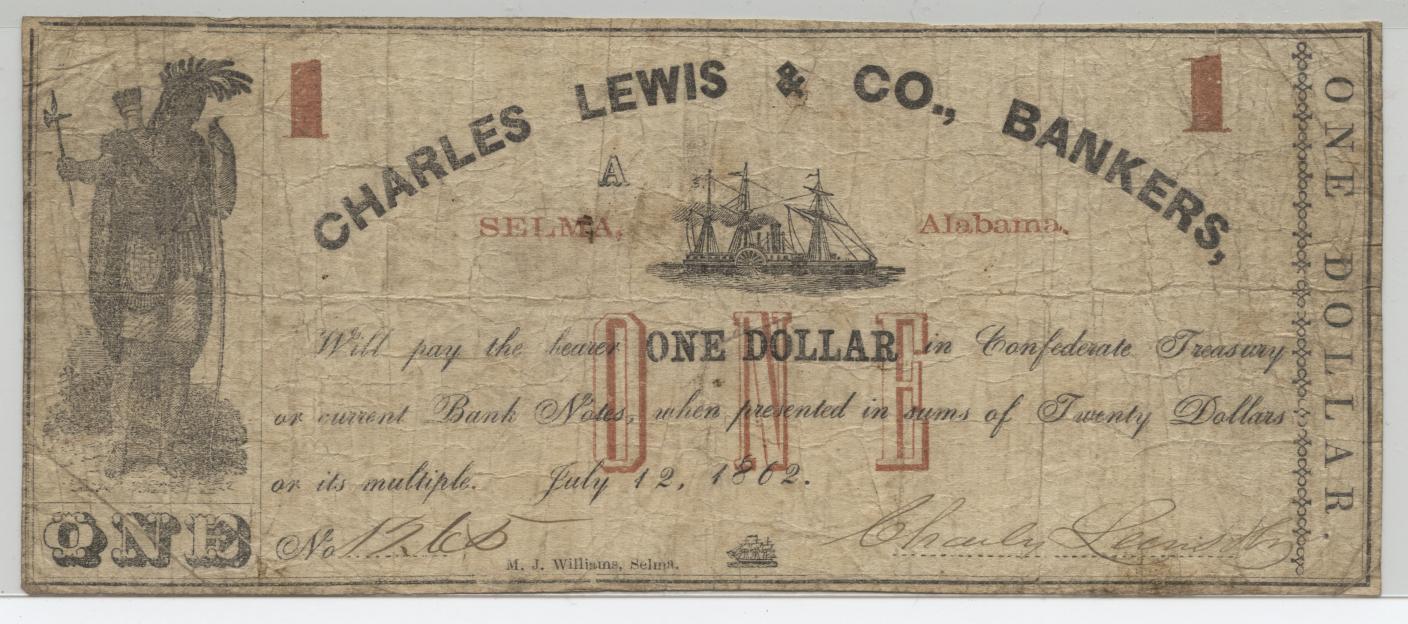 1
1
CHARLES LEWIS & CO., BANKERS,
A
SELMA, Alabama.
ONE
Will pay the bearer ONE DOLLAR in Confederate Treasury
or current Bank Notes, when presented in sums of Twenty Dollars
or its multiple. July 12, 1862.
ONE
No 1265
M. J. Williams, Selma.
Charles Lewis & Co
ONE DOLLAR.